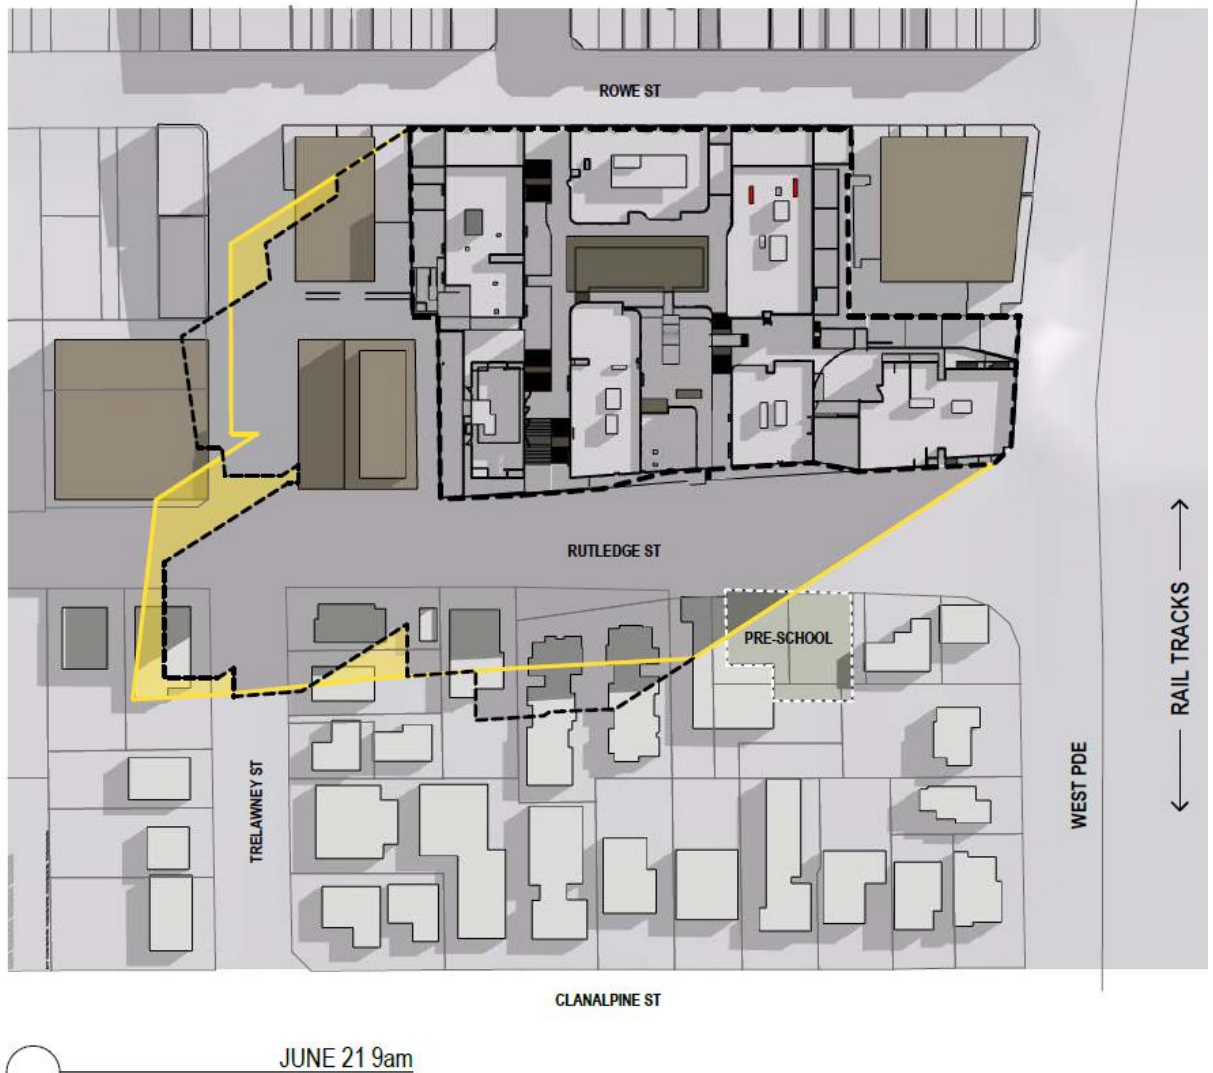 ROWE ST
RUTLEDGE ST
PRE-SCHOOL
TRELAWNEY ST
WEST PDE
RAIL TRACKS
CLANALPINE ST
JUNE 21 9am